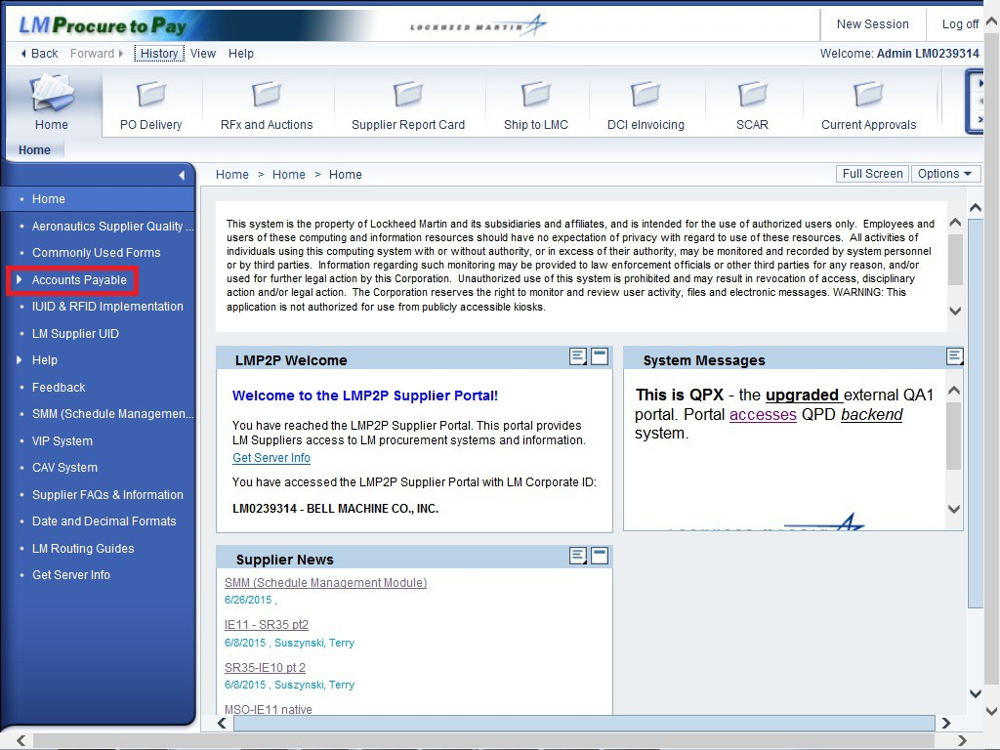 LM Procure to Pay
LOCKHEED MARTIN
New Session
Log off
Back Forward History View Help
Welcome: Admin LM0239314
Home
PO Delivery
RFx and Auctions
Supplier Report Card
Ship to LMC
DCI eInvoicing
SCAR
Current Approvals
Home
Home > Home > Home
Full Screen
Options
Home
Aeronautics Supplier Quality ...
Commonly Used Forms
Accounts Payable
IUID & RFID Implementation
LM Supplier UID
Help
Feedback
SMM (Schedule Managemen...
VIP System
CAV System
Supplier FAQs & Information
Date and Decimal Formats
LM Routing Guides
Get Server Info
This system is the property of Lockheed Martin and its subsidiaries and affiliates, and is intended for the use of authorized users only. Employees and
users of these computing and information resources should have no expectation of privacy with regard to use of these resources. All activities of
individuals using this computing system with or without authority, or in excess of their authority, may be monitored and recorded by system personnel
or by third parties. Information regarding such monitoring may be provided to law enforcement officials or other third parties for any reason, and/or
used for further legal action by this Corporation. Unauthorized use of this system is prohibited and may result in revocation of access, disciplinary
action and/or legal action. The Corporation reserves the right to monitor and review user activity, files and electronic messages. WARNING: This
application is not authorized for use from publicly accessible kiosks.
LMP2P Welcome
Welcome to the LMP2P Supplier Portal!
You have reached the LMP2P Supplier Portal. This portal provides
LM Suppliers access to LM procurement systems and information.
Get Server Info
You have accessed the LMP2P Supplier Portal with LM Corporate ID:
LM0239314 - BELL MACHINE CO., INC.
System Messages
This is QPX - the upgraded external QA1
portal. Portal accesses QPD backend
system.
Supplier News
SMM (Schedule Management Module)
6/26/2015 ,
IE11 - SR35 pt2
6/8/2015 , Suszynski, Terry
SR35-IE10 pt 2
6/8/2015 , Suszynski, Terry
MSO-IE11 native